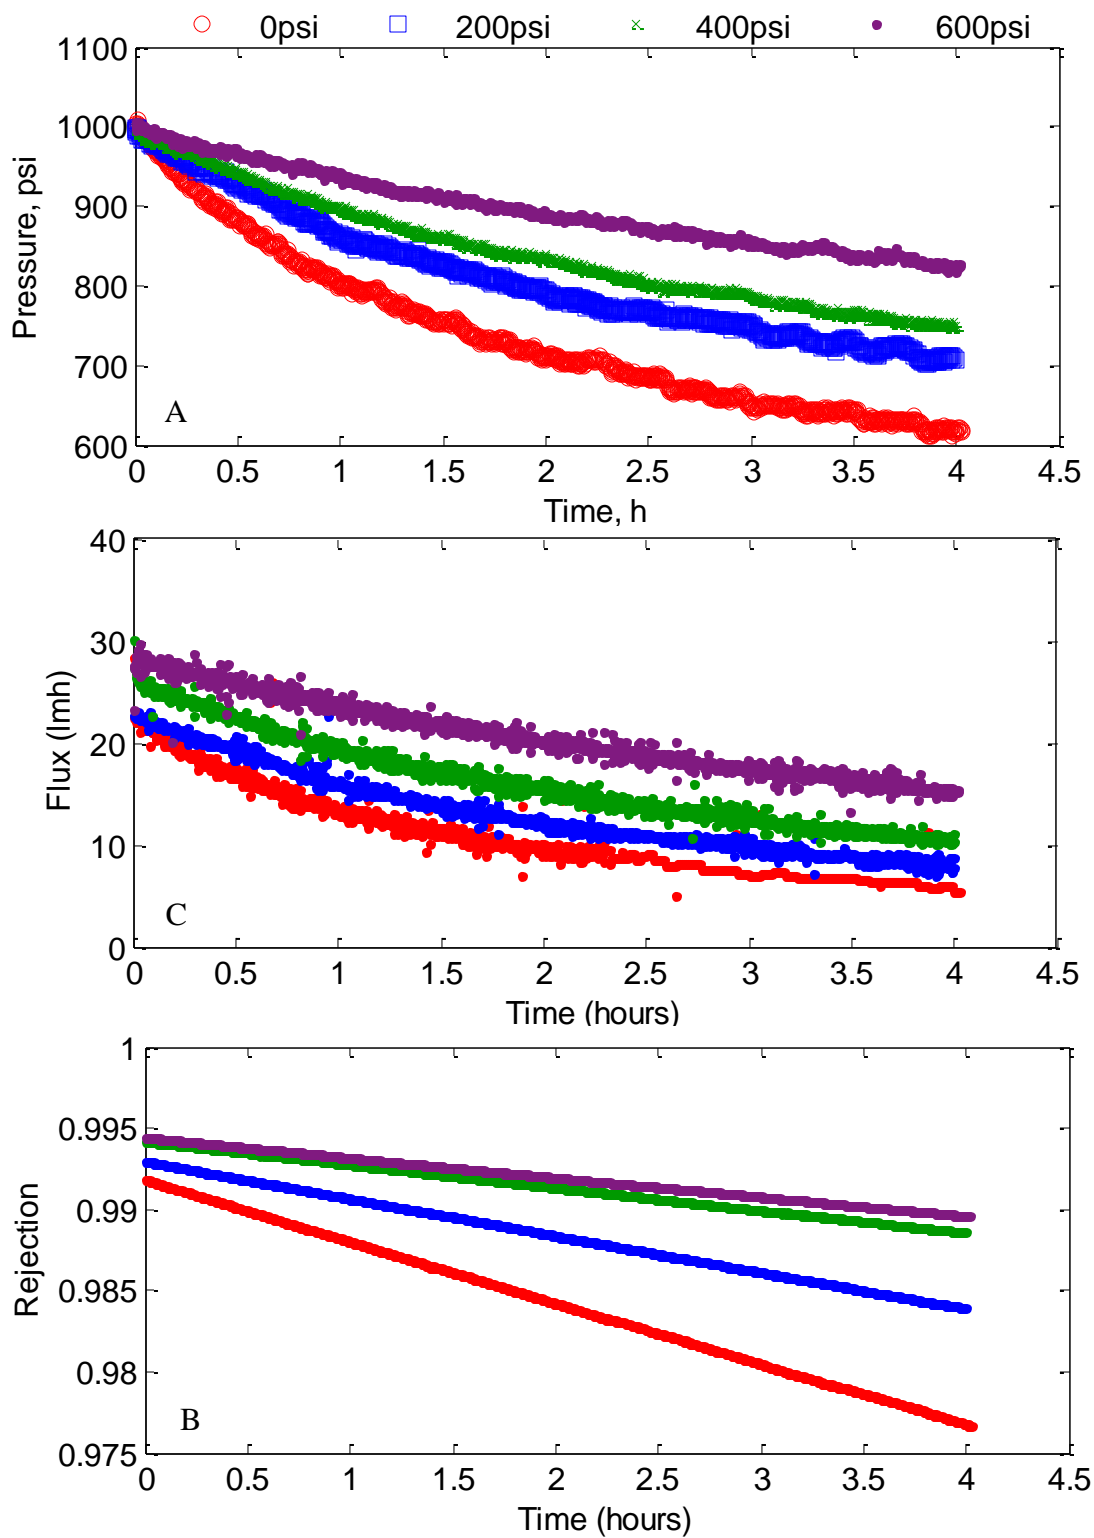 0psi 200psi 400psi 600psi
1100
1000
900
800
700
600
Pressure, psi
A
0 0.5 1 1.5 2 2.5 3 3.5 4 4.5
Time, h
40
30
20
10
0
Flux (lmh)
C
0 0.5 1 1.5 2 2.5 3 3.5 4 4.5
Time (hours)
1
0.995
0.99
0.985
0.98
0.975
Rejection
B
0 0.5 1 1.5 2 2.5 3 3.5 4 4.5
Time (hours)